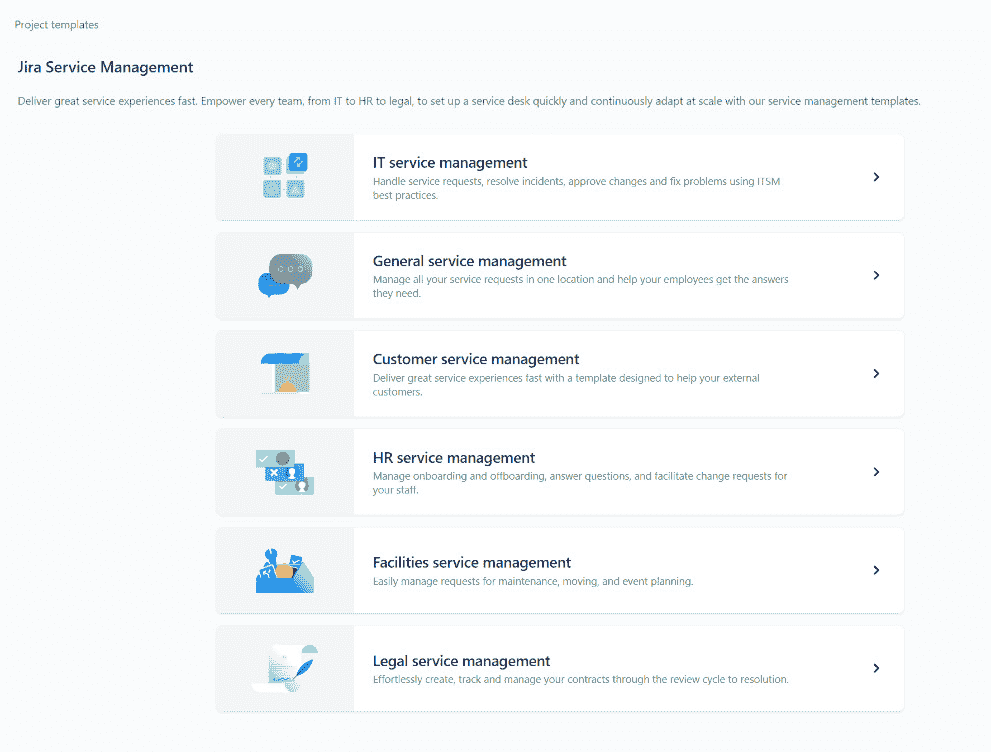 Project templates
Jira Service Management
Deliver great service experiences fast. Empower every team, from IT to HR to legal, to set up a service desk quickly and continuously adapt at scale with our service management templates.
IT service management
Handle service requests, resolve incidents, approve changes and fix problems using ITSM
best practices.
General service management
Manage all your service requests in one location and help your employees get the answers
they need.
Customer service management
Deliver great service experiences fast with a template designed to help your external
customers.
HR service management
Manage onboarding and offboarding, answer questions, and facilitate change requests for
your staff.
Facilities service management
Easily manage requests for maintenance, moving, and event planning.
Legal service management
Effortlessly create, track and manage your contracts through the review cycle to resolution.